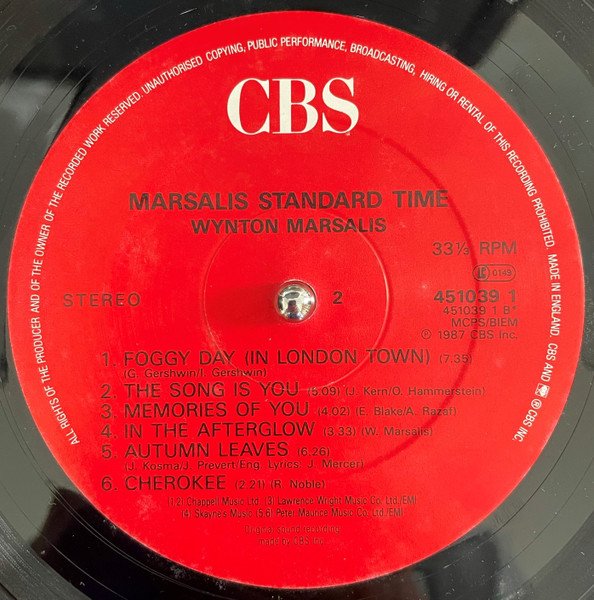 ALL RIGHTS OF THE PRODUCER AND OF THE OWNER OF THE RECORDED WORK RESERVED. UNAUTHORISED COPYING, PUBLIC PERFORMANCE, BROADCASTING, HIRING OR RENTAL OF THIS RECORDING PROHIBITED. MADE IN ENGLAND. CBS AND ℗ CBS INC.
CBS
MARSALIS STANDARD TIME
WYNTON MARSALIS
33⅓ RPM
STEREO
2
0149
451039 1
451039 1 B*
MCPS/BIEM
℗ 1987 CBS Inc.
1. FOGGY DAY (IN LONDON TOWN) (7.35)
(G. Gershwin/I. Gershwin)
2. THE SONG IS YOU (5.09) (J. Kern/O. Hammerstein)
3. MEMORIES OF YOU (4.02) (E. Blake/A. Razaf)
4. IN THE AFTERGLOW (3.33) (W. Marsalis)
5. AUTUMN LEAVES (6.26)
(J. Kosma/J. Prevert/Eng. Lyrics: J. Mercer)
6. CHEROKEE (2.21) (R. Noble)
(1,2) Chappell Music Ltd. (3) Lawrence Wright Music Co. Ltd./EMI
(4) Skayne's Music (5,6) Peter Maurice Music Co. Ltd./EMI
Original sound recording
made by CBS Inc.